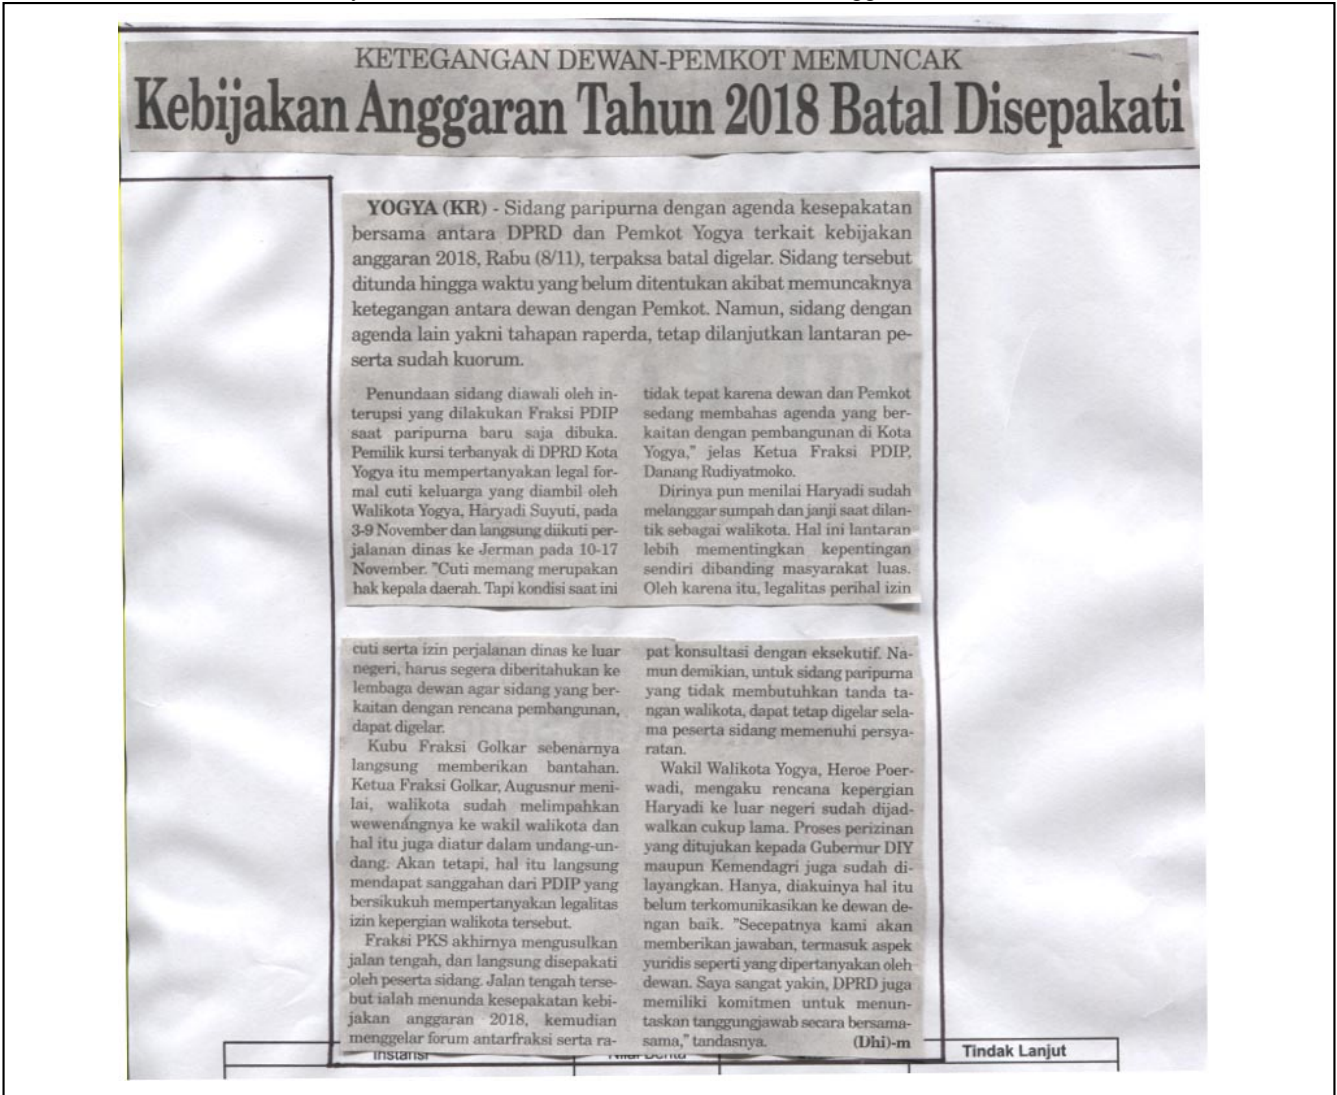 KETEGANGAN DEWAN-PEMKOT MEMUNCAK
Kebijakan Anggaran Tahun 2018 Batal Disepakati
YOGYA (KR) - Sidang paripurna dengan agenda kesepakatan
bersama antara DPRD dan Pemkot Yogya terkait kebijakan
anggaran 2018, Rabu (8/11), terpaksa batal digelar. Sidang tersebut
ditunda hingga waktu yang belum ditentukan akibat memuncaknya
ketegangan antara dewan dengan Pemkot. Namun, sidang dengan
agenda lain yakni tahapan raperda, tetap dilanjutkan lantaran pe-
serta sudah kuorum.
Penundaan sidang diawali oleh in-
terupsi yang dilakukan Fraksi PDIP
saat paripurna baru saja dibuka.
Pemilik kursi terbanyak di DPRD Kota
Yogya itu mempertanyakan legal for-
mal cuti keluarga yang diambil oleh
Walikota Yogya, Haryadi Suyuti, pada
3-9 November dan langsung diikuti per-
jalanan dinas ke Jerman pada 10-17
November. "Cuti memang merupakan
hak kepala daerah. Tapi kondisi saat ini
tidak tepat karena dewan dan Pemkot
sedang membahas agenda yang ber-
kaitan dengan pembangunan di Kota
Yogya," jelas Ketua Fraksi PDIP,
Danang Rudiyatmoko.
Dirinya pun menilai Haryadi sudah
melanggar sumpah dan janji saat dilan-
tik sebagai walikota. Hal ini lantaran
lebih mementingkan kepentingan
sendiri dibanding masyarakat luas.
Oleh karena itu, legalitas perihal izin
cuti serta izin perjalanan dinas ke luar
negeri, harus segera diberitahukan ke
lembaga dewan agar sidang yang ber-
kaitan dengan rencana pembangunan,
dapat digelar.
Kubu Fraksi Golkar sebenarnya
langsung memberikan bantahan.
Ketua Fraksi Golkar, Augusnur meni-
lai, walikota sudah melimpahkan
wewenangnya ke wakil walikota dan
hal itu juga diatur dalam undang-un-
dang. Akan tetapi, hal itu langsung
mendapat sanggahan dari PDIP yang
bersikukuh mempertanyakan legalitas
izin kepergian walikota tersebut.
Fraksi PKS akhirnya mengusulkan
jalan tengah, dan langsung disepakati
oleh peserta sidang. Jalan tengah terse-
but ialah menunda kesepakatan kebi-
jakan anggaran 2018, kemudian
menggelar forum antarfraksi serta ra-
pat konsultasi dengan eksekutif. Na-
mun demikian, untuk sidang paripurna
yang tidak membutuhkan tanda ta-
ngan walikota, dapat tetap digelar sela-
ma peserta sidang memenuhi persya-
ratan.
Wakil Walikota Yogya, Heroe Poer-
wadi, mengaku rencana kepergian
Haryadi ke luar negeri sudah dijad-
walkan cukup lama. Proses perizinan
yang ditujukan kepada Gubernur DIY
maupun Kemendagri juga sudah di-
layangkan. Hanya, diakuinya hal itu
belum terkomunikasikan ke dewan de-
ngan baik. "Secepatnya kami akan
memberikan jawaban, termasuk aspek
yuridis seperti yang dipertanyakan oleh
dewan. Saya sangat yakin, DPRD juga
memiliki komitmen untuk menun-
taskan tanggungjawab secara bersama-
sama," tandasnya. (Dhi)-m
Instansi
Tindak Lanjut